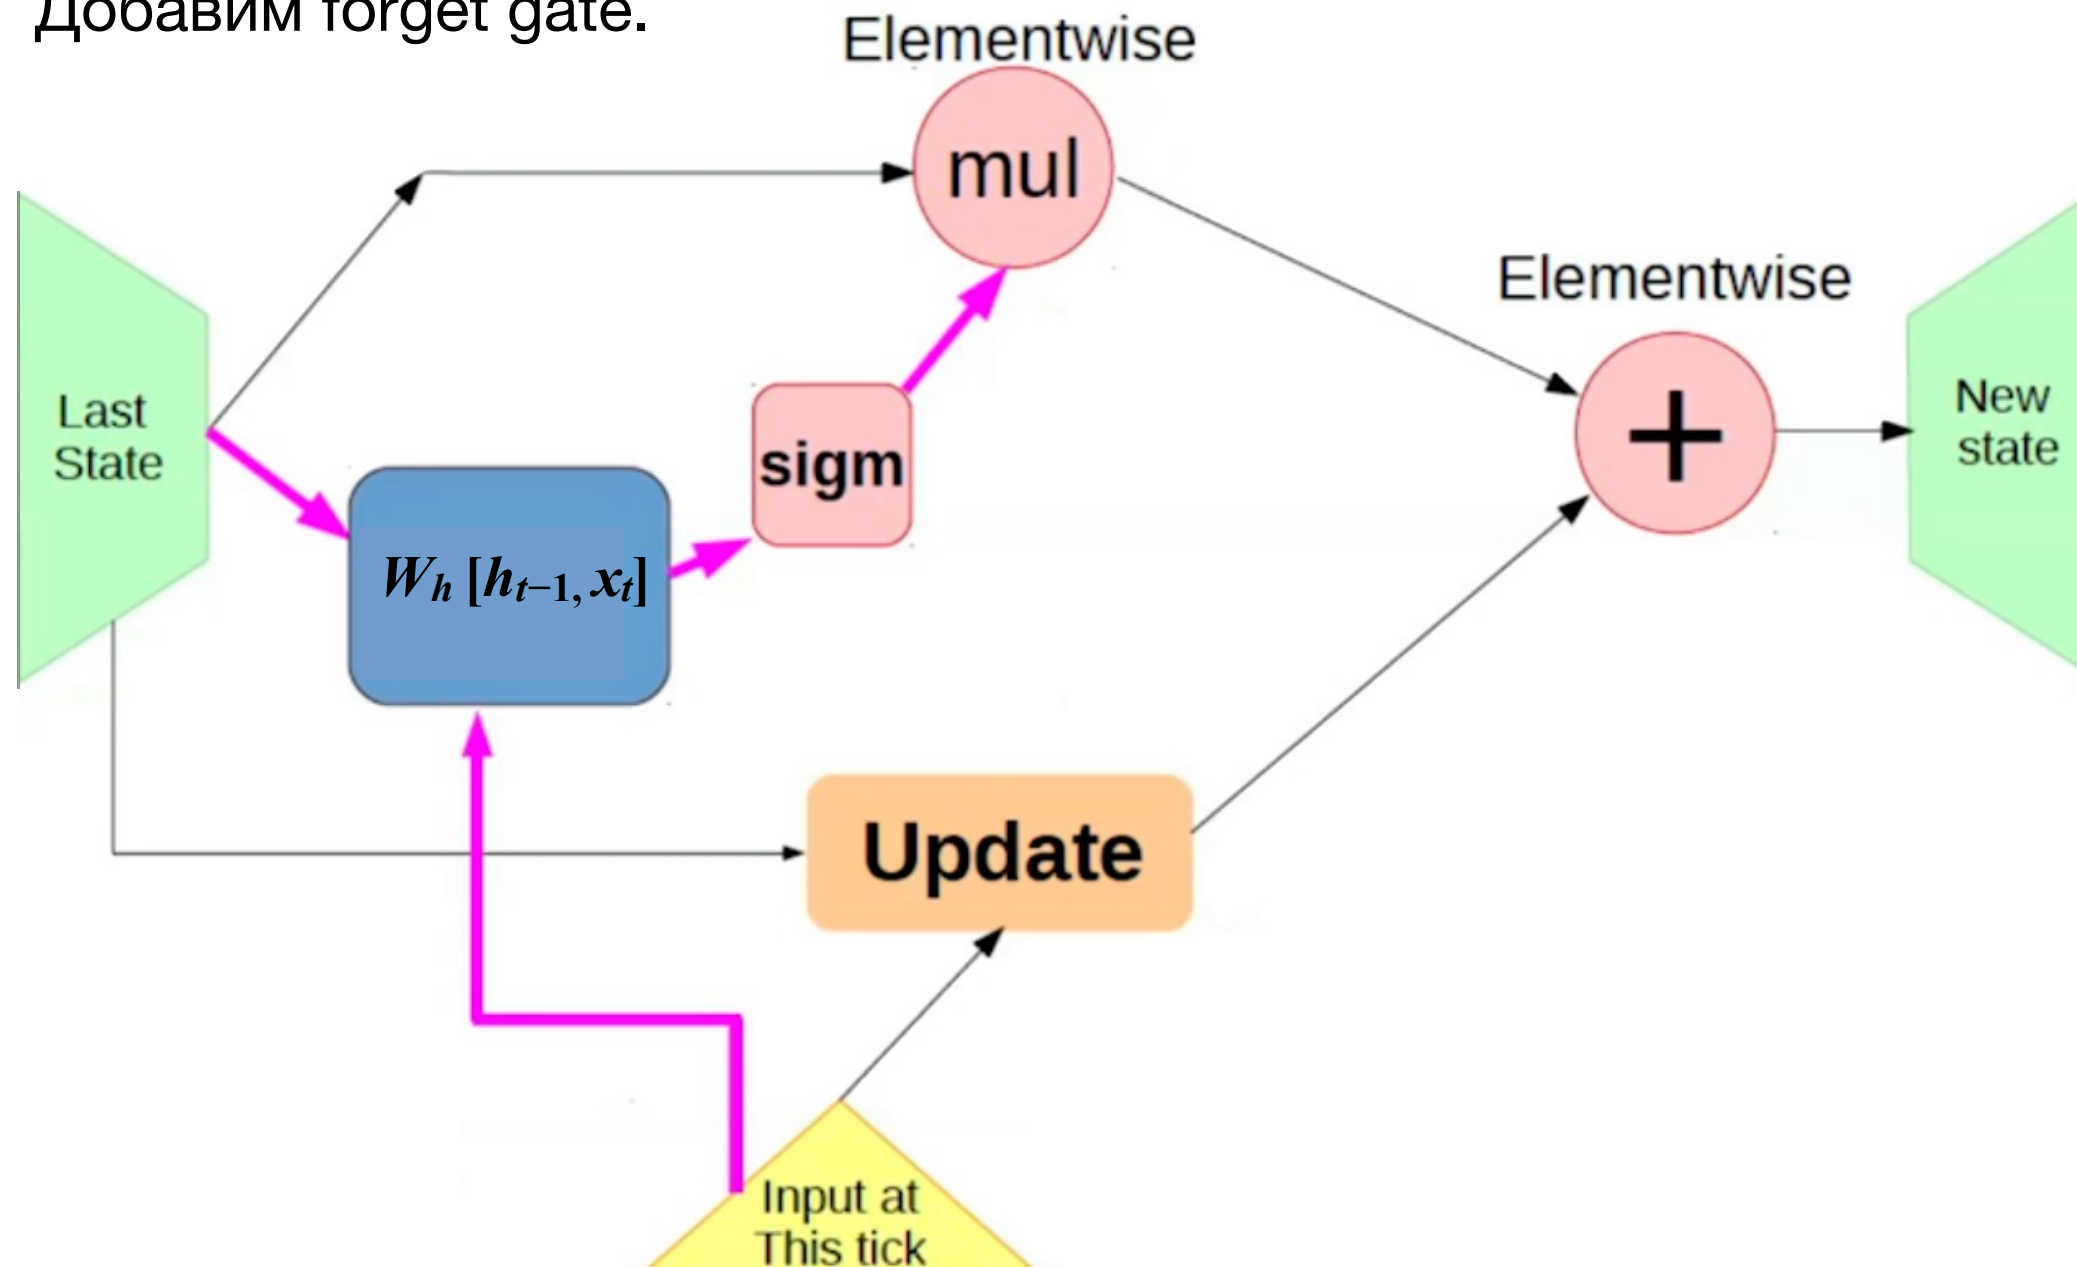 Добавим forget gate.
Elementwise
mul
Elementwise
+
Last
State
New
state
sigm
W_h [h_{t−1}, x_t]
Update
Input at
This tick